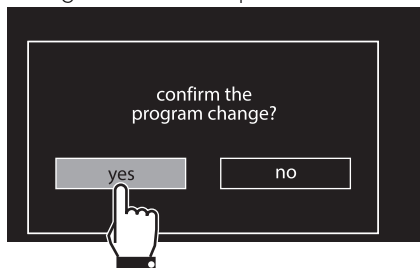 confirm the
program change?
yes
no